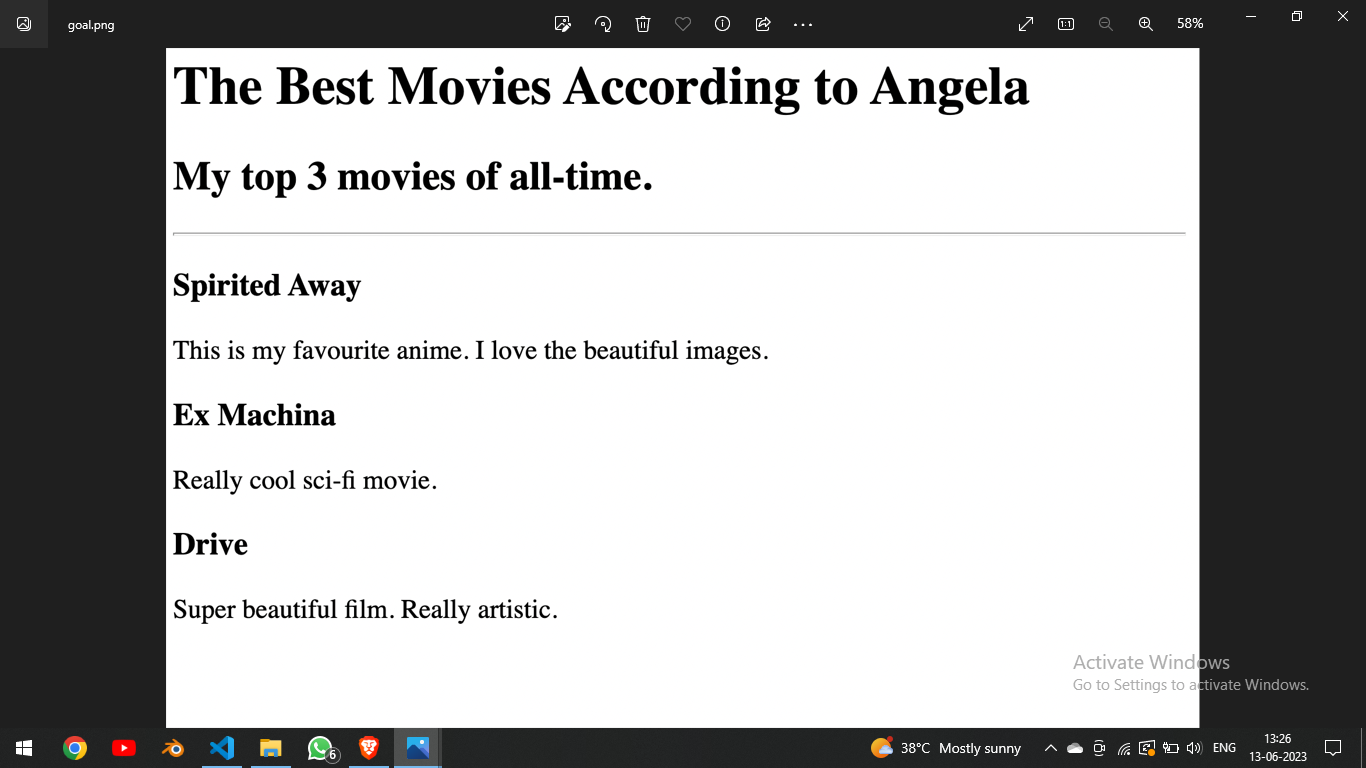 goal.png
58%
The Best Movies According to Angela
My top 3 movies of all-time.
Spirited Away
This is my favourite anime. I love the beautiful images.
Ex Machina
Really cool sci-fi movie.
Drive
Super beautiful film. Really artistic.
Activate Windows
Go to Settings to activate Windows.
6
38°C Mostly sunny
ENG
13:26
13-06-2023